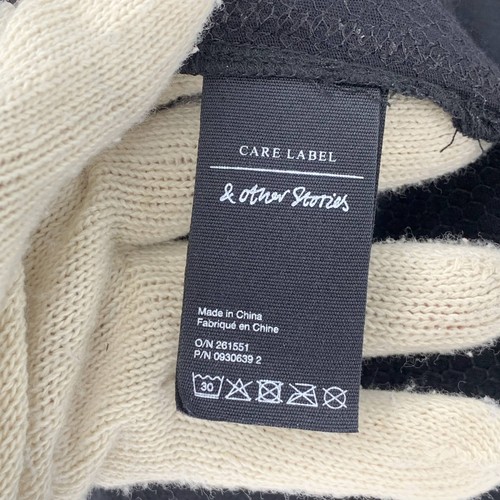 CARE LABEL
& other Stories
Made in China
Fabriqué en Chine
O/N 261551
P/N 0930639 2
30